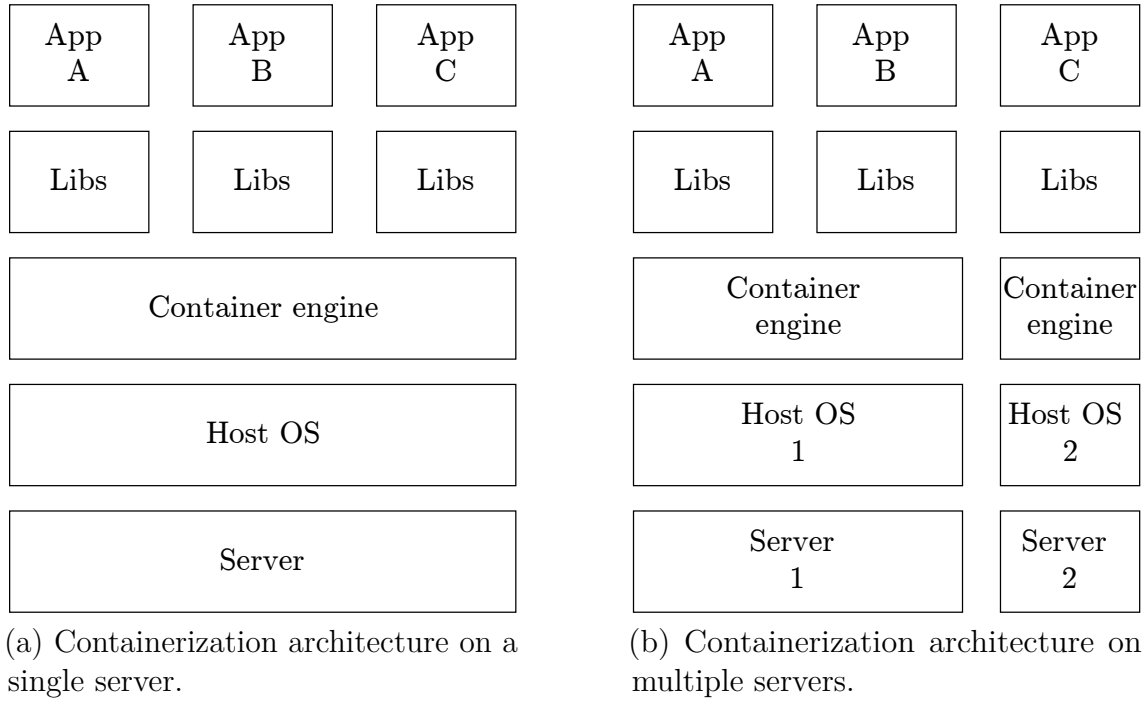 App
A
App
B
App
C
Libs
Libs
Libs
Container engine
Host OS
Server
(a) Containerization architecture on a
single server.
App
A
App
B
App
C
Libs
Libs
Libs
Container
engine
Container
engine
Host OS
1
Host OS
2
Server
1
Server
2
(b) Containerization architecture on
multiple servers.